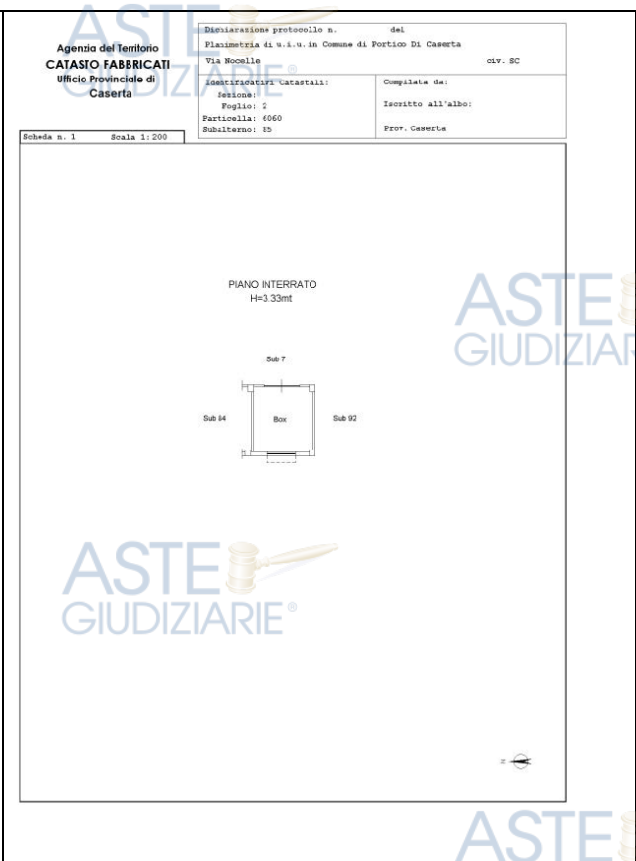 Agenzia del Territorio
CATASTO FABBRICATI
Ufficio Provinciale di
Caserta
Dichiarazione protocollo n. del
Planimetria di u.i.u. in Comune di Portico Di Caserta
Via Nocelle civ. SC
Identificativi Catastali:
Sezione:
Foglio: 2
Particella: 6060
Subalterno: 85
Compilata da:
Iscritto all'albo:
Prov. Caserta
Scheda n. 1 Scala 1:200
PIANO INTERRATO
H=3.33mt
Sub 7
Sub 84 Box Sub 92
N
ASTE
GIUDIZIARIE®
ASTE
GIUDIZIAR
ASTE
GIUDIZIARIE®
ASTE